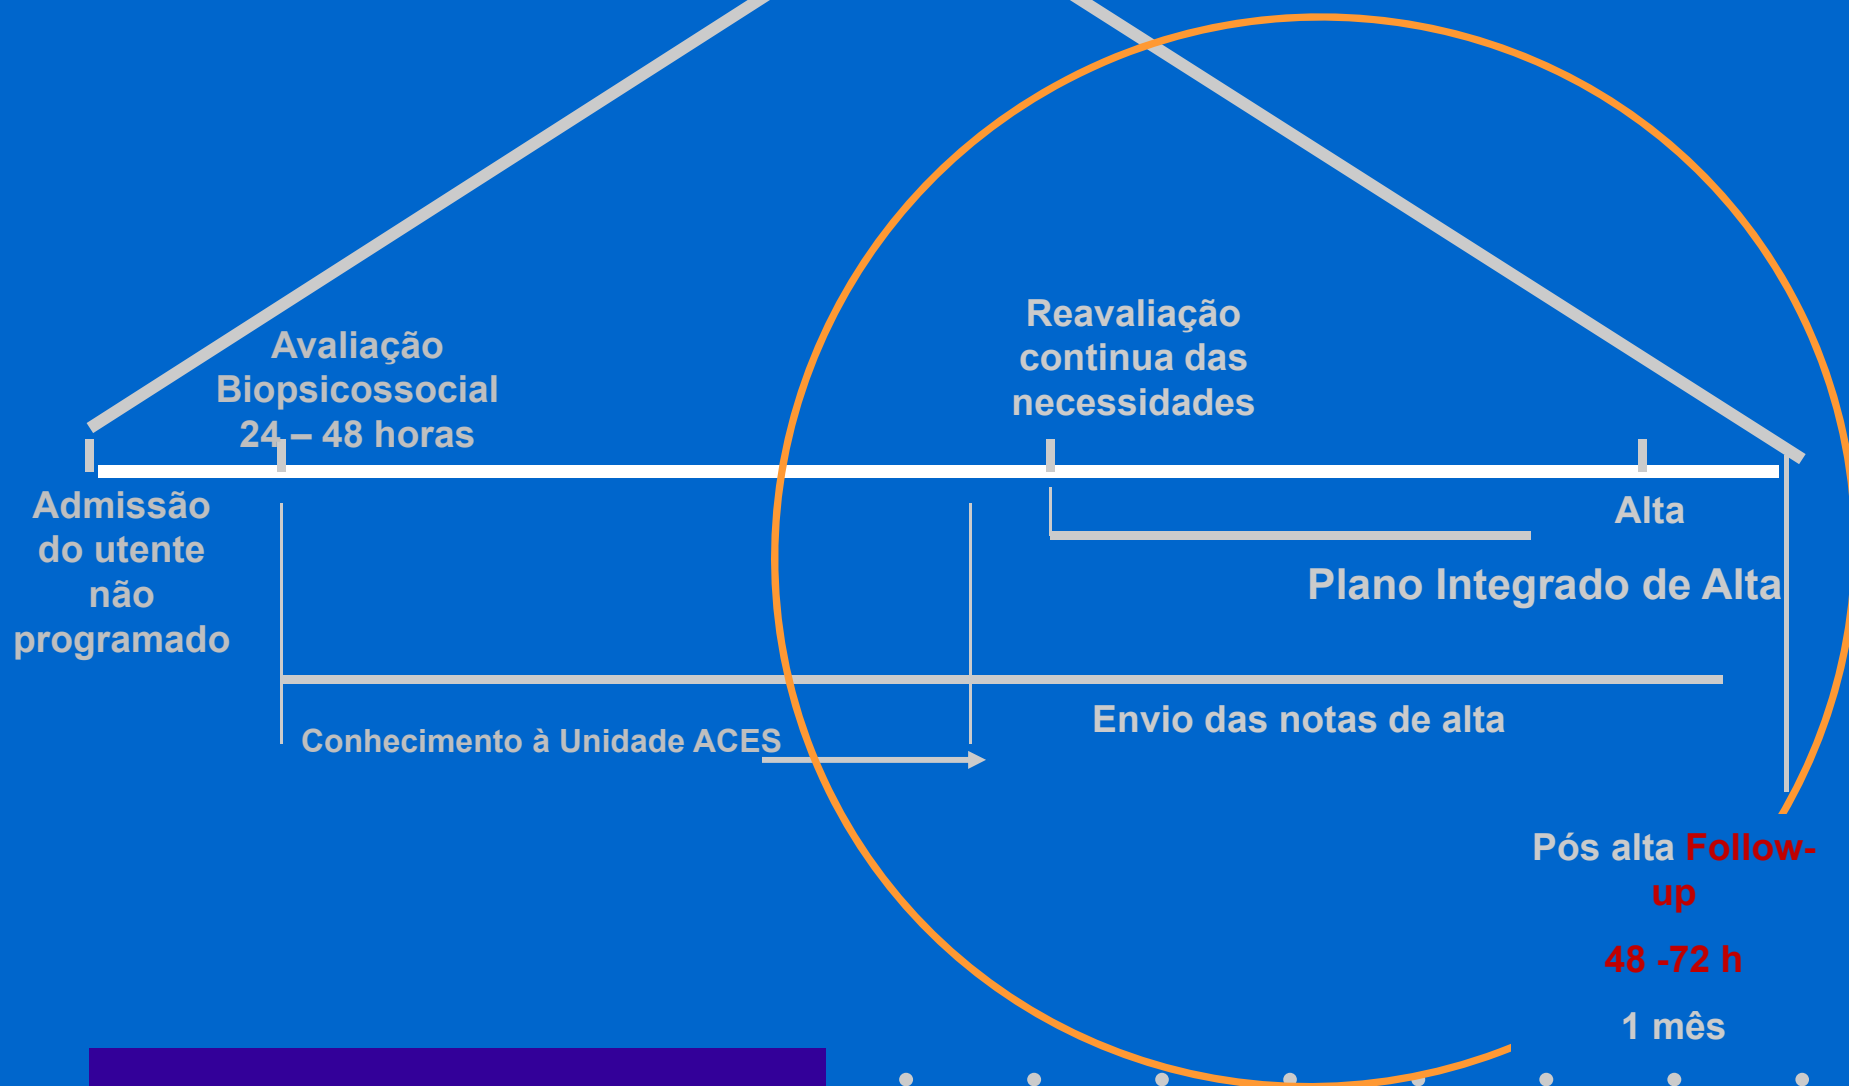 Reavaliação
continua das
necessidades
Avaliação
Biopsicossocial
24 – 48 horas
Admissão
do utente
não
programado
Alta
Plano Integrado de Alta
Envio das notas de alta
Conhecimento à Unidade ACES
Pós alta Follow-
up
48 -72 h
1 mês